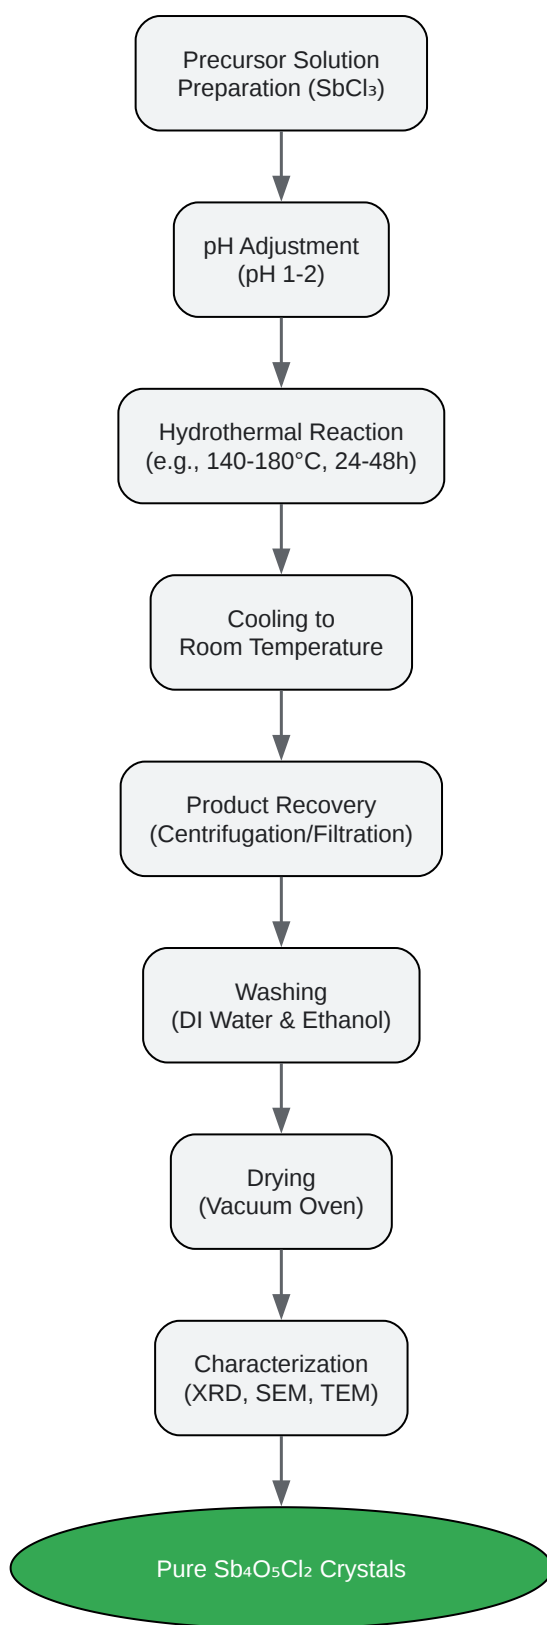 Precursor Solution
Preparation (SbCl₃)
pH Adjustment
(pH 1-2)
Hydrothermal Reaction
(e.g., 140-180°C, 24-48h)
Cooling to
Room Temperature
Product Recovery
(Centrifugation/Filtration)
Washing
(DI Water & Ethanol)
Drying
(Vacuum Oven)
Characterization
(XRD, SEM, TEM)
Pure Sb₄O₅Cl₂ Crystals